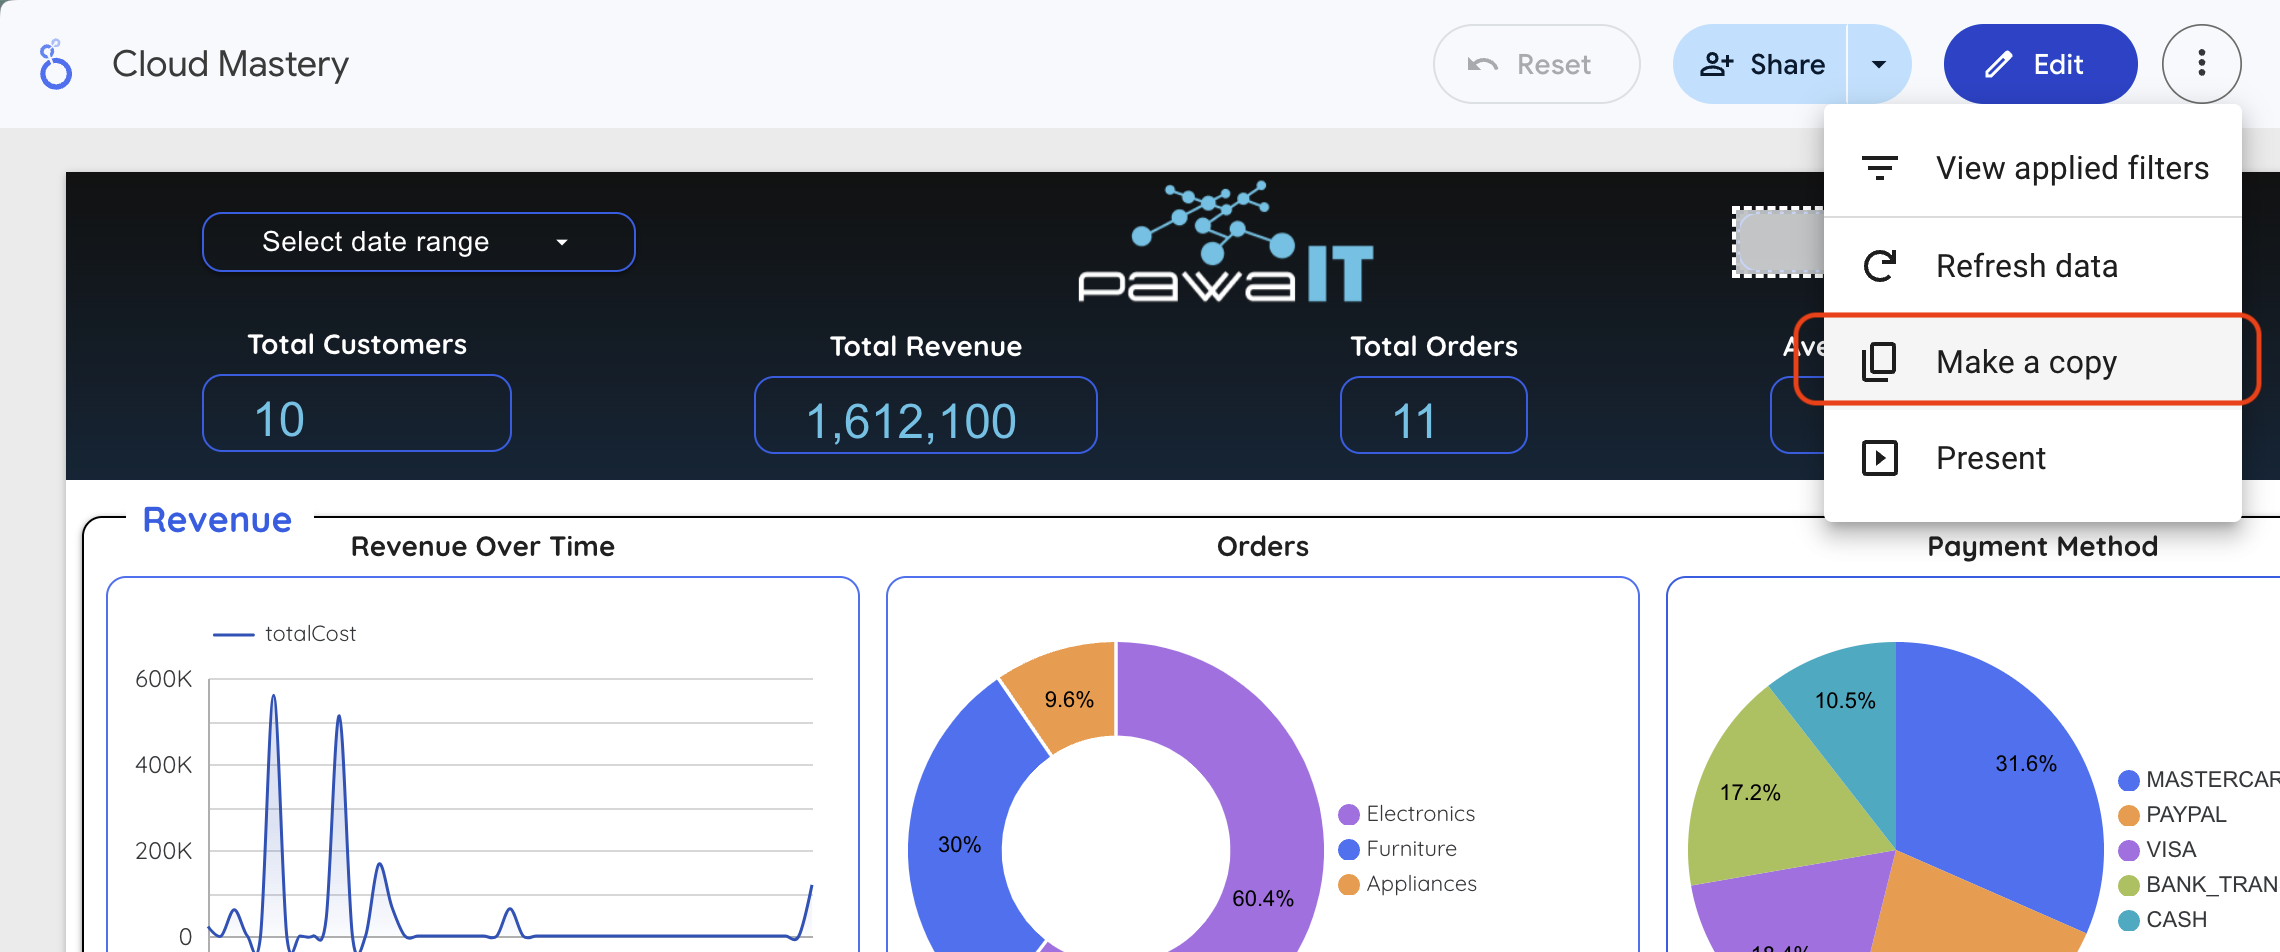 Cloud Mastery
Reset
Share
Edit
View applied filters
Refresh data
Make a copy
Present
Select date range
pawaIT
Total Customers
10
Total Revenue
1,612,100
Total Orders
11
Revenue
Revenue Over Time
totalCost
600K
400K
200K
0
Orders
9.6%
30%
60.4%
Electronics
Furniture
Appliances
Payment Method
10.5%
31.6%
17.2%
PAYPAL
VISA
CASH